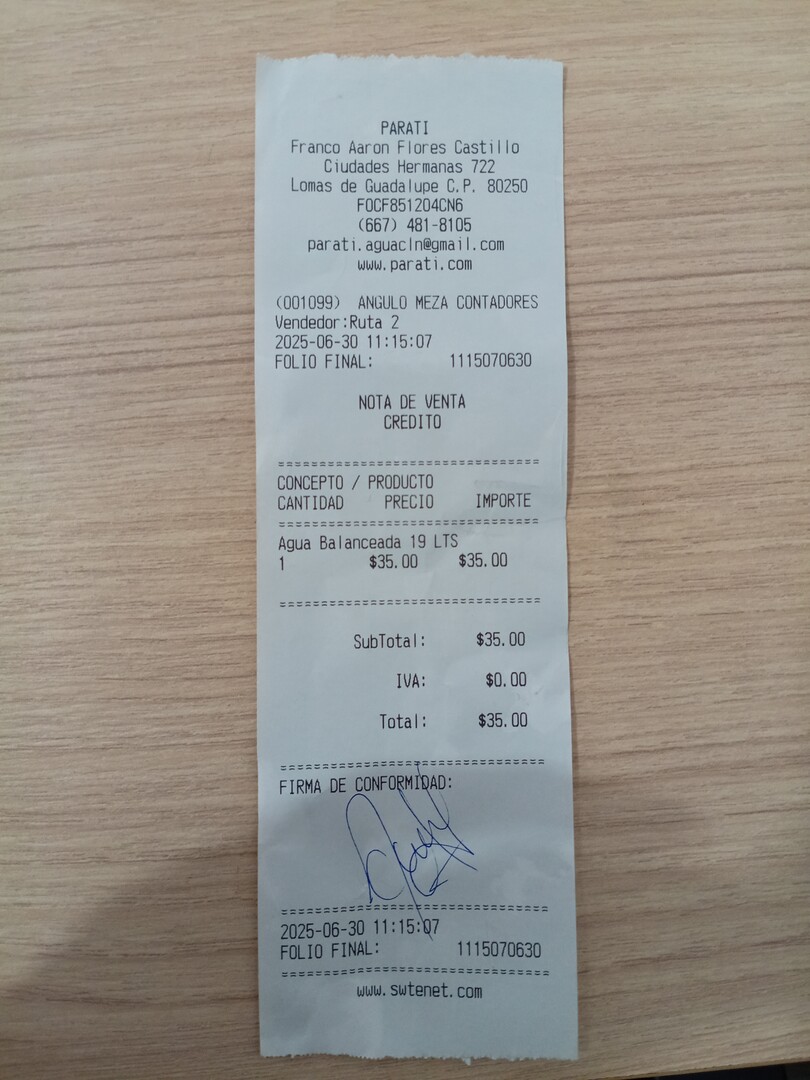 PARATI
Franco Aaron Flores Castillo
Ciudades Hermanas 722
Lomas de Guadalupe C.P. 80250
FOCF851204CN6
(667) 481-8105
parati.aguacln@gmail.com
www.parati.com
(001099) ANGULO MEZA CONTADORES
Vendedor:Ruta 2
2025-06-30 11:15:07
FOLIO FINAL: 1115070630
NOTA DE VENTA
CREDITO
================================
CONCEPTO / PRODUCTO
CANTIDAD PRECIO IMPORTE
================================
Agua Balanceada 19 LTS
1 $35.00 $35.00
================================
SubTotal: $35.00
IVA: $0.00
Total: $35.00
================================
FIRMA DE CONFORMIDAD:
================================
2025-06-30 11:15:07
FOLIO FINAL: 1115070630
================================
www.swtenet.com